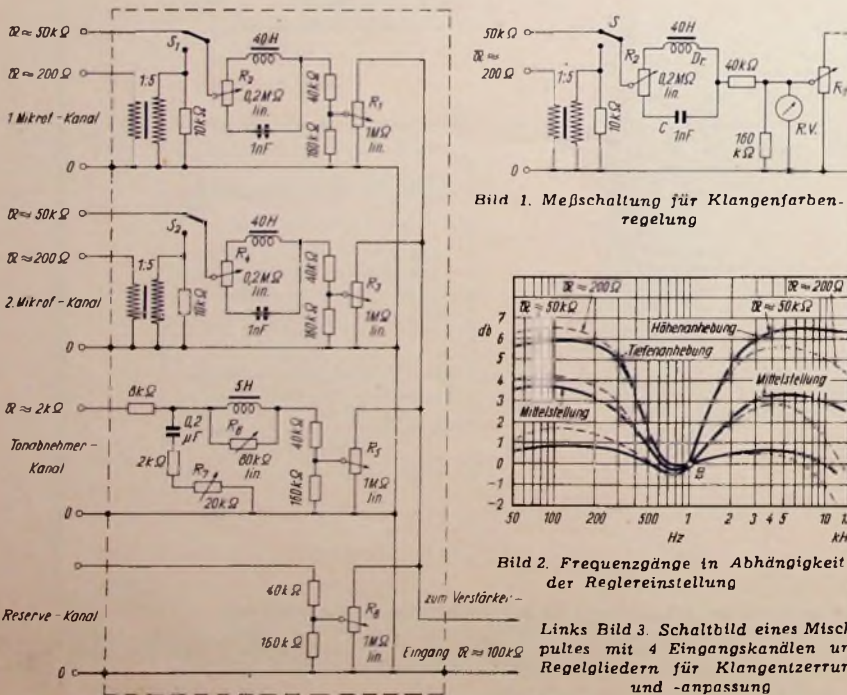 ℜ ≈ 50kΩ
S₁
40H
ℜ ≈ 200 Ω
1:5
R₂
0,2MΩ
lin.
10kΩ
1nF
40kΩ
160kΩ
R₁
1MΩ
lin.
1 Mikrof - Kanal
0
ℜ ≈ 50kΩ
S₂
40H
ℜ ≈ 200 Ω
1:5
R₄
0,2MΩ
lin.
10kΩ
1nF
40kΩ
160kΩ
R₃
1MΩ
lin.
2. Mikrof - Kanal
0
ℜ ≈ 2kΩ
8kΩ
5H
0,2
µF
R₆
80kΩ
lin
2kΩ
R₇
20kΩ
40kΩ
160kΩ
R₅
1MΩ
lin
Tonabnehmer -
Kanal
0
Reserve - Kanal
40kΩ
160kΩ
R₈
1MΩ
lin.
0
zum Verstärker -
Eingang ℜ ≈ 100kΩ
50kΩ
S
40H
ℜ ≈
200 Ω
1:5
R₂
Dr.
0,2MΩ
lin.
10kΩ
C 1nF
40kΩ
160
kΩ
R.V.
R₁
0
Bild 1. Meßschaltung für Klangenfarben-
regelung
ℜ ≈ 200 Ω
ℜ ≈ 200 Ω
ℜ ≈ 50kΩ
ℜ ≈ 50kΩ
db
7
6
5
4
3
2
1
0
−1
−2
Höhenanhebung
Tiefenanhebung
Mittelstellung
Mittelstellung
B
50 100 200 500 1 2 3 4 5 10
Hz
Bild 2. Frequenzgänge in Abhängigkeit
der Reglereinstellung
Links Bild 3. Schaltbild eines Misch
pultes mit 4 Eingangskanälen un
Regelgliedern für Klangentzerrun
und -anpassung